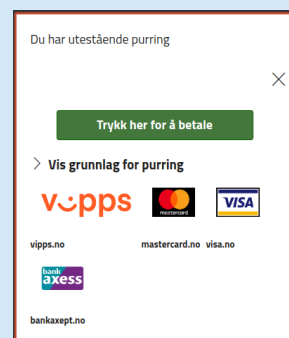 Du har utestående purring
Trykk her for å betale
Vis grunnlag for purring
vipps
mastercard
VISA
vipps.no
mastercard.no visa.no
bank
axess
bankaxept.no